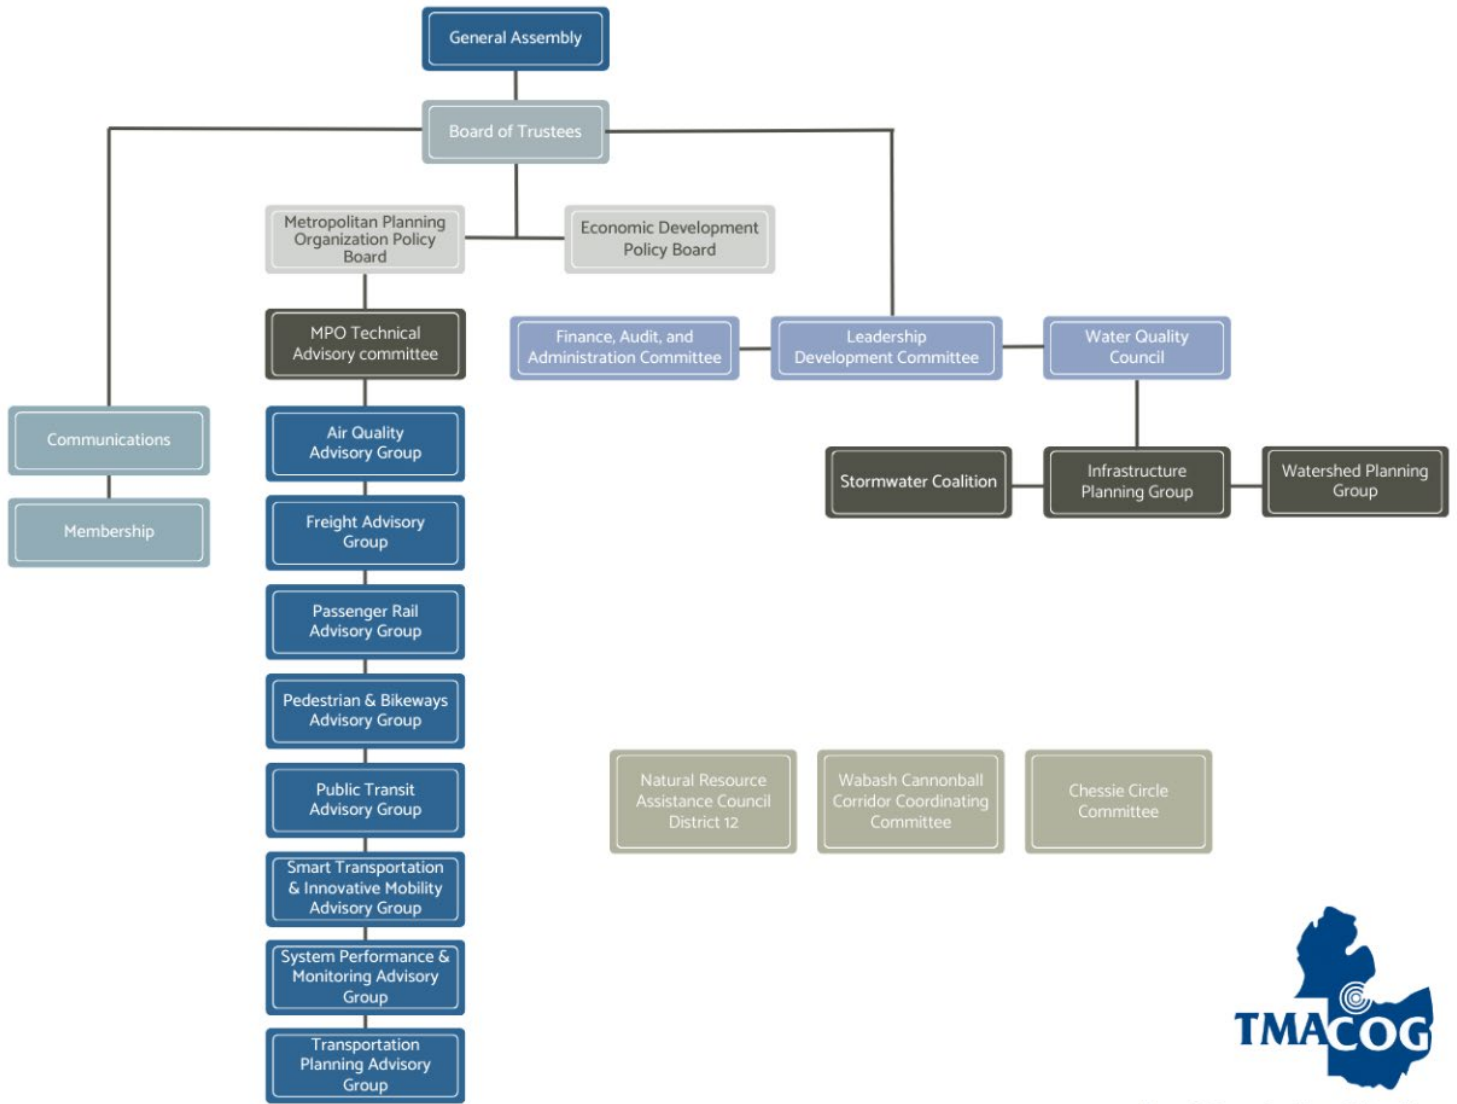 General Assembly
Board of Trustees
Metropolitan Planning
Organization Policy
Board
Economic Development
Policy Board
MPO Technical
Advisory committee
Finance, Audit, and
Administration Committee
Leadership
Development Committee
Water Quality
Council
Communications
Membership
Air Quality
Advisory Group
Freight Advisory
Group
Passenger Rail
Advisory Group
Pedestrian & Bikeways
Advisory Group
Public Transit
Advisory Group
Smart Transportation
& Innovative Mobility
Advisory Group
System Performance &
Monitoring Advisory
Group
Transportation
Planning Advisory
Group
Stormwater Coalition
Infrastructure
Planning Group
Watershed Planning
Group
Natural Resource
Assistance Council
District 12
Wabash Cannonball
Corridor Coordinating
Committee
Chessie Circle
Committee
TMACOG